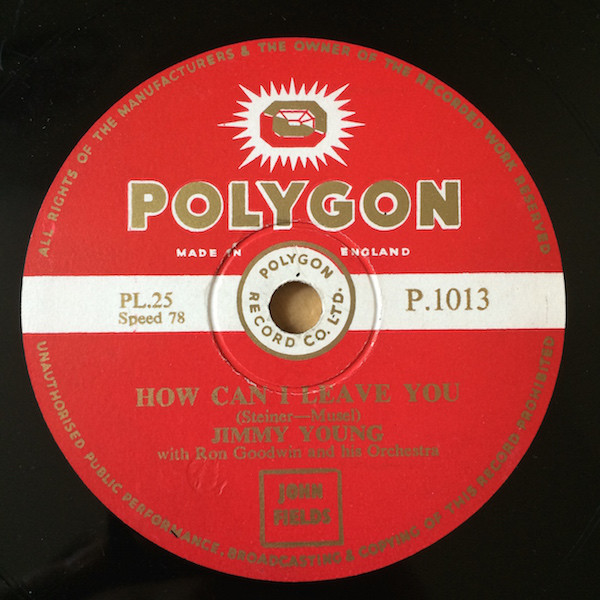 ALL RIGHTS OF THE MANUFACTURERS & THE OWNER OF THE RECORDED WORK RESERVED
POLYGON
MADE IN ENGLAND
POLYGON
RECORD CO. LTD.
PL.25
Speed 78
P.1013
HOW CAN I LEAVE YOU
(Steiner—Musel)
JIMMY YOUNG
with Ron Goodwin and his Orchestra
JOHN
FIELDS
UNAUTHORISED PUBLIC PERFORMANCE, BROADCASTING & COPYING OF THIS RECORD PROHIBITED